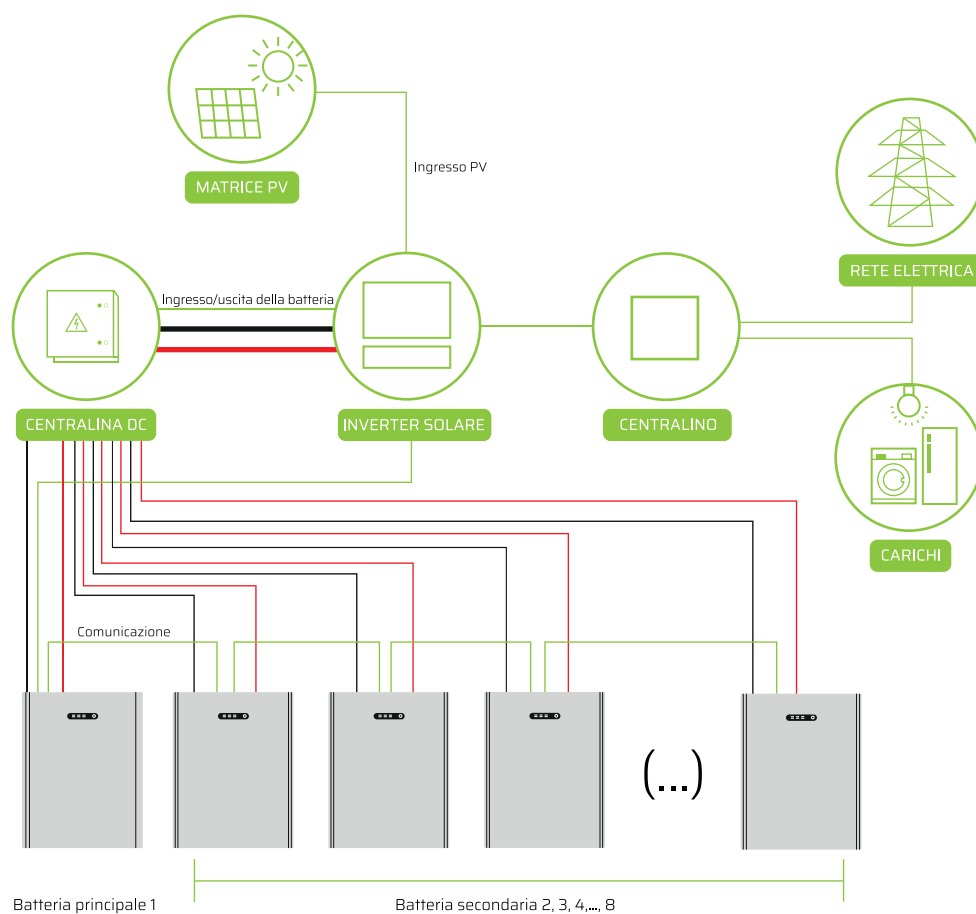 Ingresso PV
MATRICE PV
RETE ELETTRICA
Ingresso/uscita della batteria
CENTRALINA DC
INVERTER SOLARE
CENTRALINO
CARICHI
Comunicazione
(...)
Batteria principale 1
Batteria secondaria 2, 3, 4,..., 8